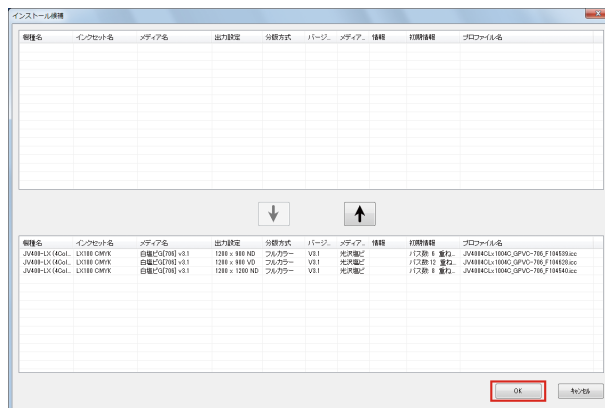 インストール候補
機種名 インクセット名 メディア名 出力設定 分版方式 バージ... メディア... 情報 初期情報 プロファイル名
機種名 インクセット名 メディア名 出力設定 分版方式 バージ... メディア... 情報 初期情報 プロファイル名
JV400-LX (4Col... LX100 CMYK 白塩ビG[706] v3.1 1200 x 900 ND フルカラー V3.1 光沢塩ビ パス数: 6 重ね... JV4004CLx1004C_GPVC-706_F104539.icc
JV400-LX (4Col... LX100 CMYK 白塩ビG[706] v3.1 1200 x 900 VD フルカラー V3.1 光沢塩ビ パス数:12 重ね... JV4004CLx1004C_GPVC-706_F104628.icc
JV400-LX (4Col... LX100 CMYK 白塩ビG[706] v3.1 1200 x 1200 ND フルカラー V3.1 光沢塩ビ パス数: 8 重ね... JV4004CLx1004C_GPVC-706_F104540.icc
OK キャンセル